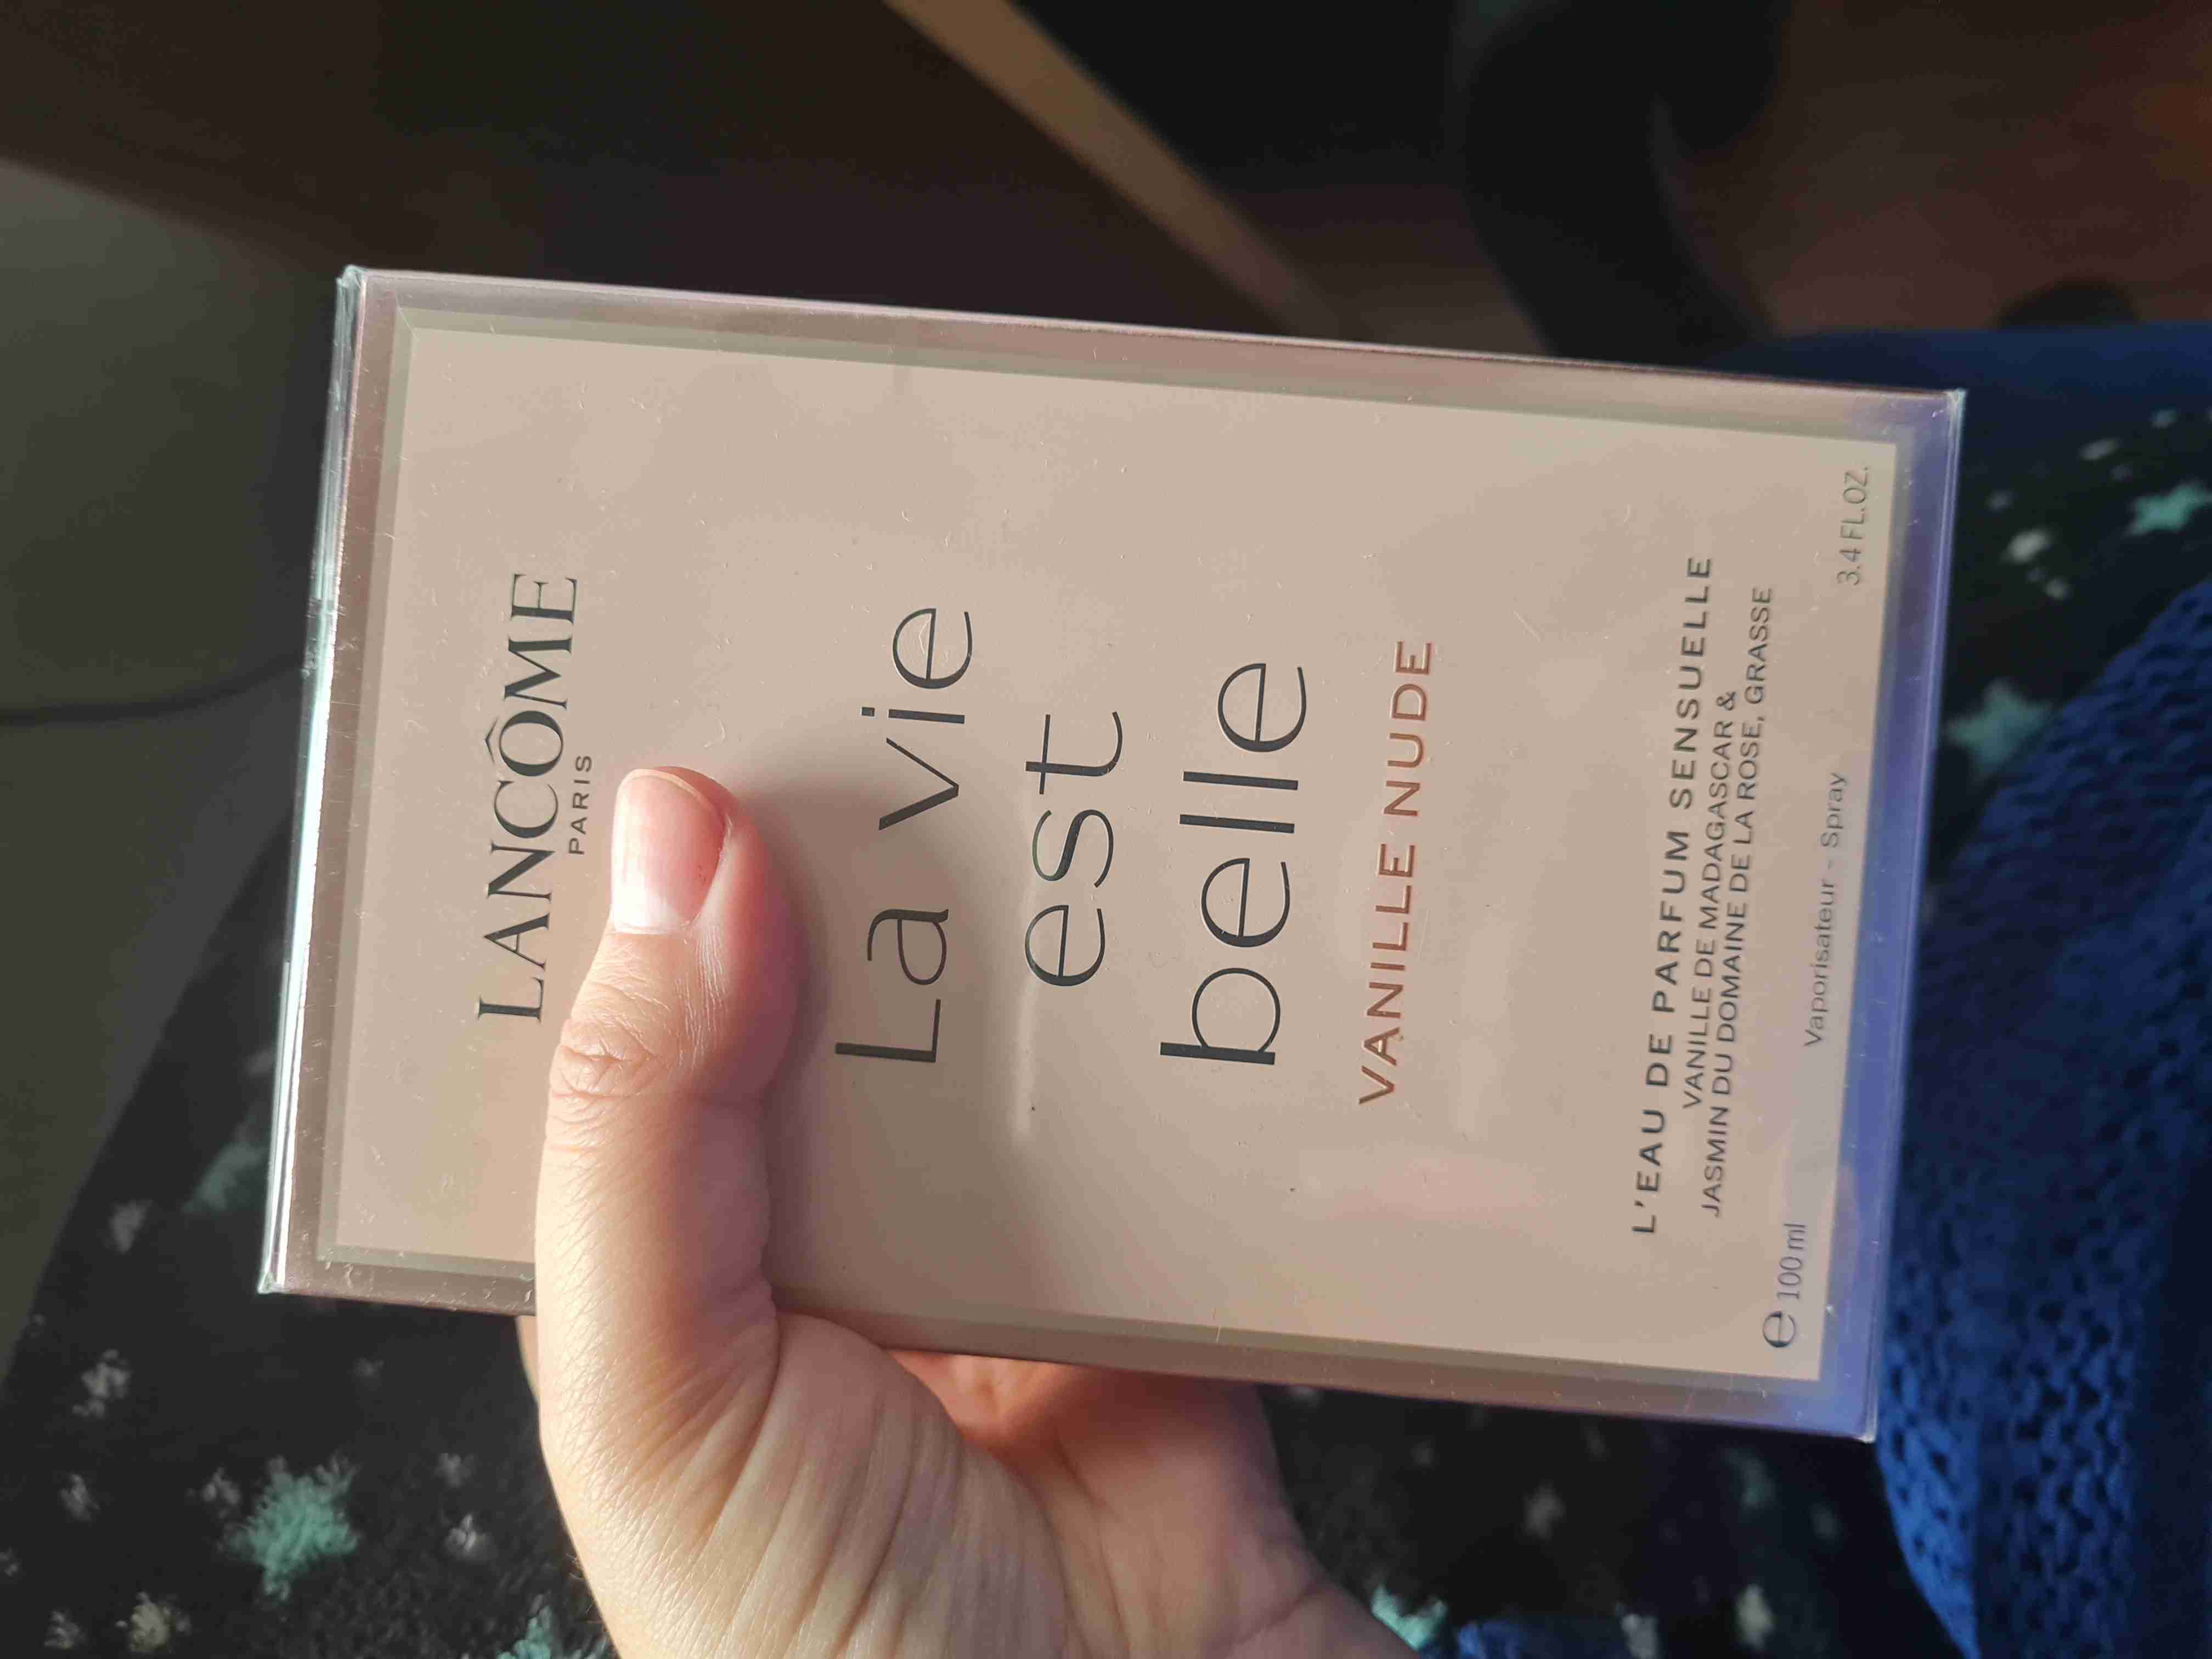 LANCÔME
PARIS
La vie
est
belle
VANILLE NUDE
L'EAU DE PARFUM SENSUELLE
VANILLE DE MADAGASCAR &
JASMIN DU DOMAINE DE LA ROSE, GRASSE
℮ 100 ml Vaporisateur - Spray 3.4 FL.OZ.